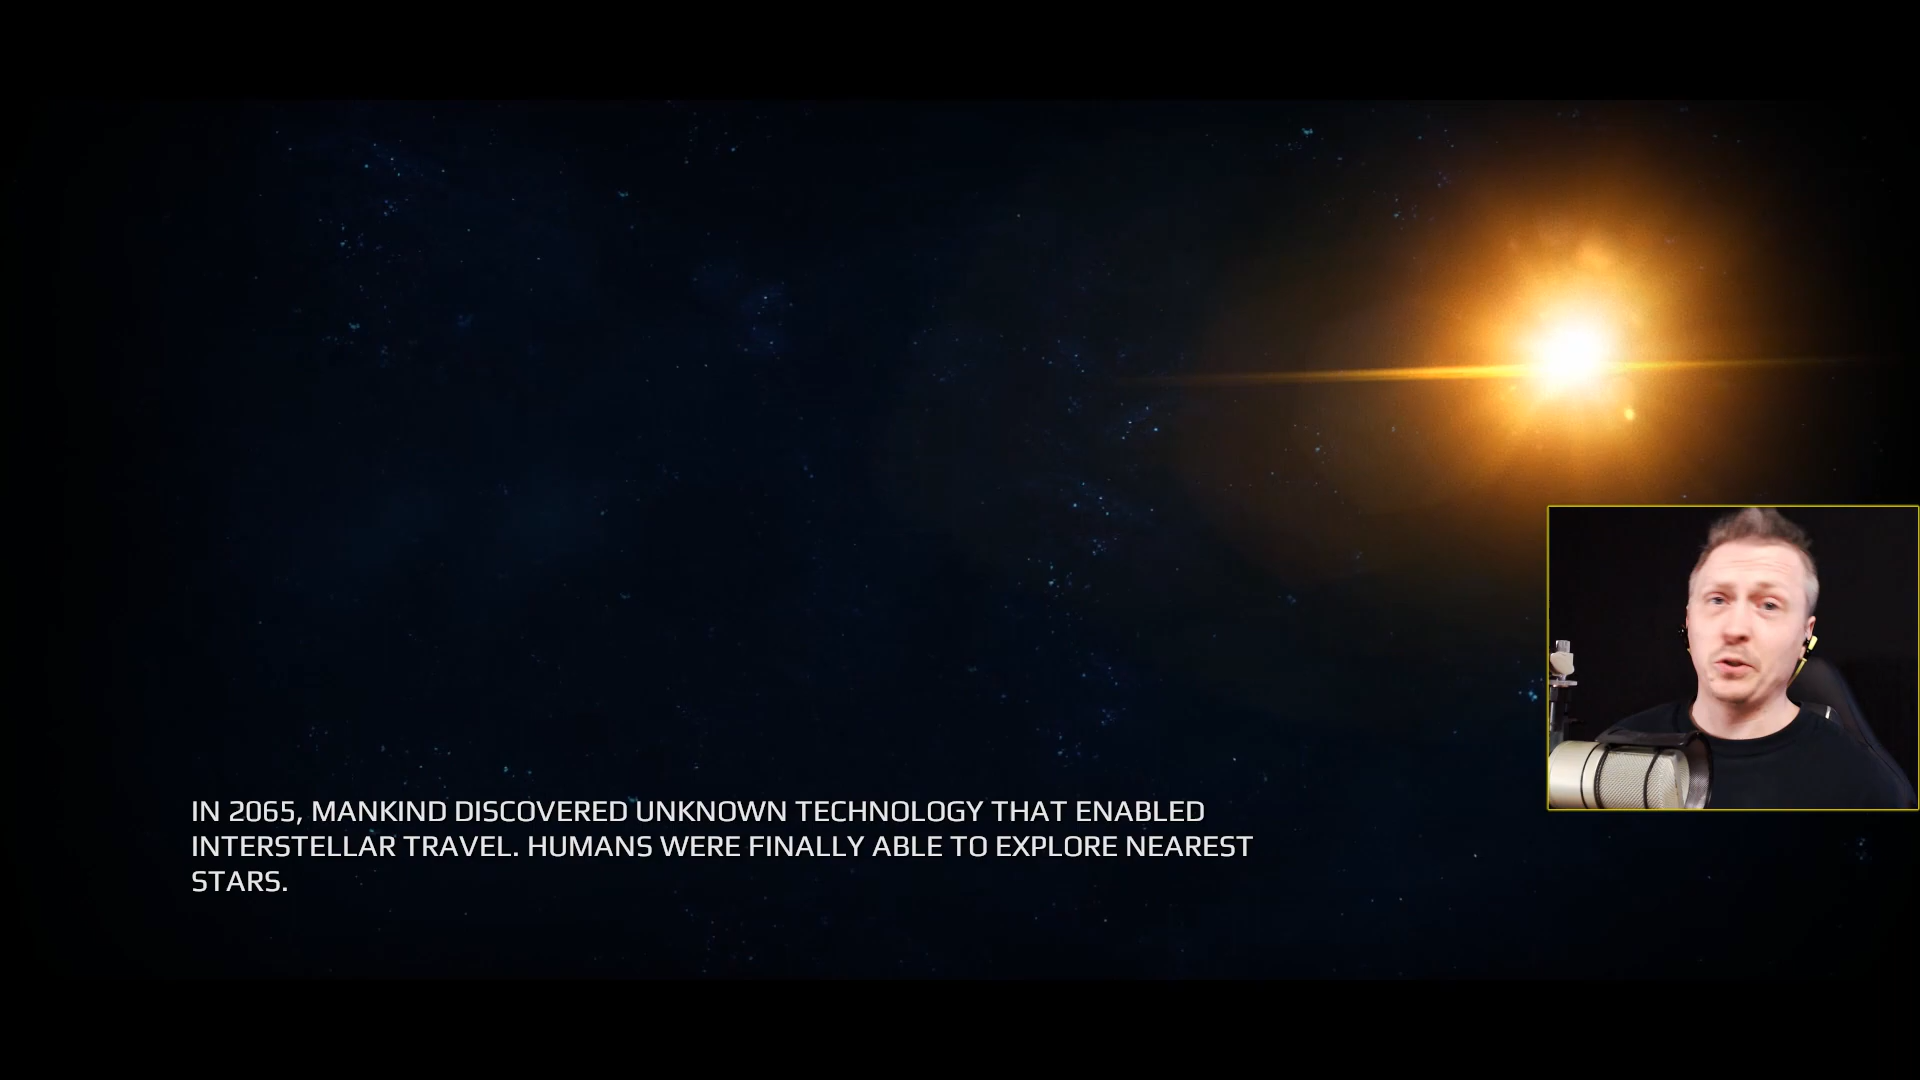 IN 2065, MANKIND DISCOVERED UNKNOWN TECHNOLOGY THAT ENABLED
INTERSTELLAR TRAVEL. HUMANS WERE FINALLY ABLE TO EXPLORE NEAREST
STARS.